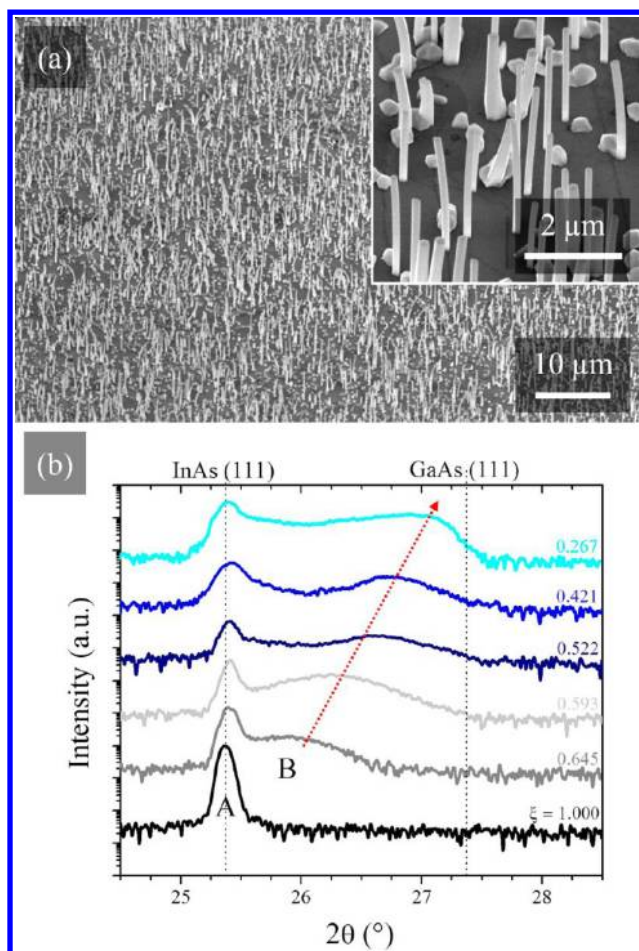 (a)
2 µm
10 µm
(b)
InAs (111)
GaAs (111)
0.267
0.421
0.522
0.593
0.645
ξ = 1.000
B
A
Intensity (a.u.)
25
26
27
28
2θ (°)